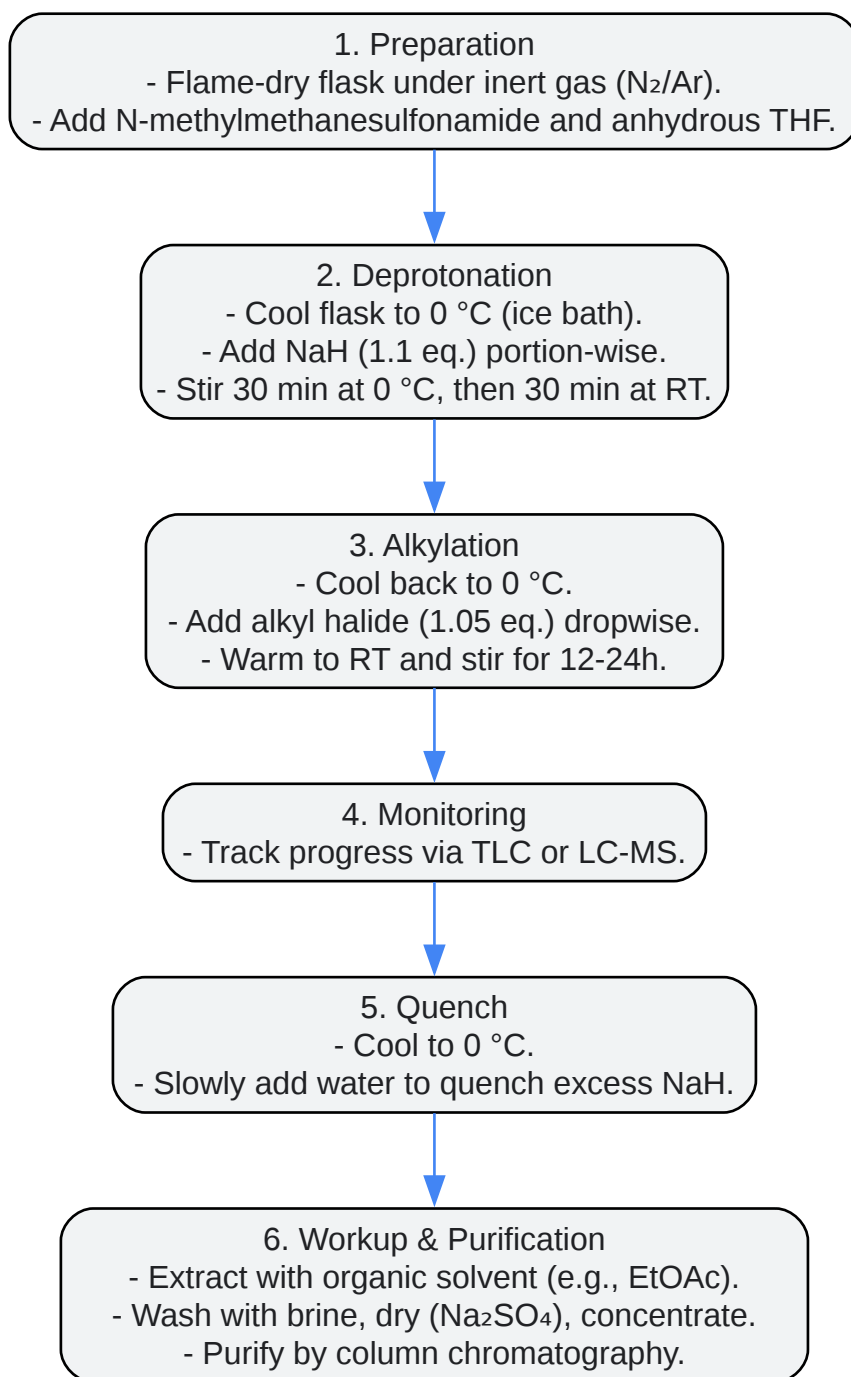 1. Preparation
- Flame-dry flask under inert gas (N₂/Ar).
- Add N-methylmethanesulfonamide and anhydrous THF.
2. Deprotonation
- Cool flask to 0 °C (ice bath).
- Add NaH (1.1 eq.) portion-wise.
- Stir 30 min at 0 °C, then 30 min at RT.
3. Alkylation
- Cool back to 0 °C.
- Add alkyl halide (1.05 eq.) dropwise.
- Warm to RT and stir for 12-24h.
4. Monitoring
- Track progress via TLC or LC-MS.
5. Quench
- Cool to 0 °C.
- Slowly add water to quench excess NaH.
6. Workup & Purification
- Extract with organic solvent (e.g., EtOAc).
- Wash with brine, dry (Na₂SO₄), concentrate.
- Purify by column chromatography.